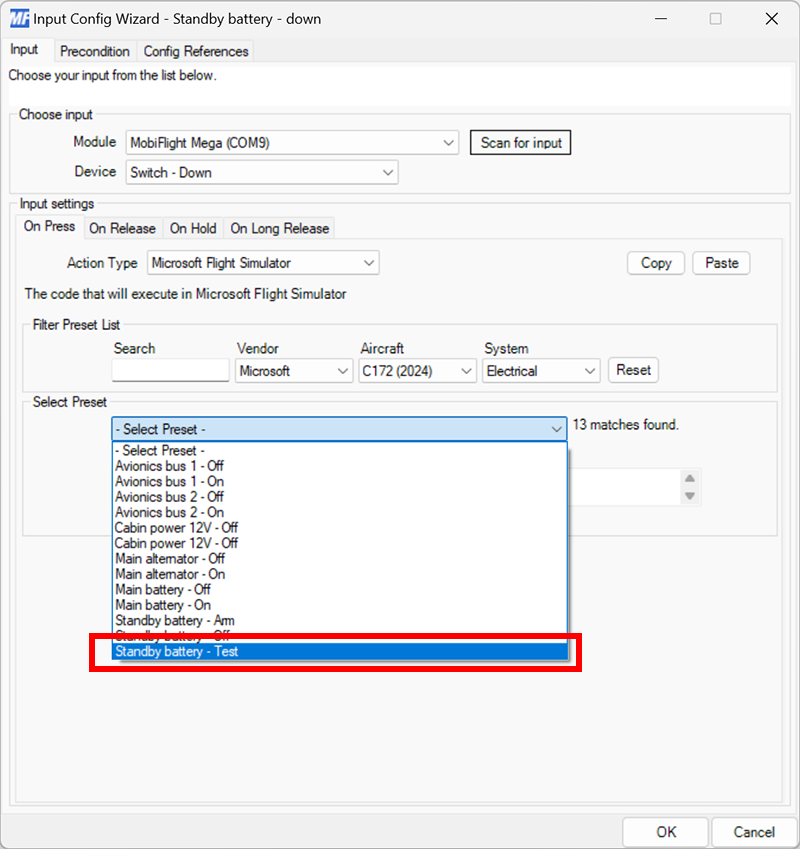 MF Input Config Wizard - Standby battery - down
Input Precondition Config References
Choose your input from the list below.
Choose input
Module MobiFlight Mega (COM9) Scan for input
Device Switch - Down
Input settings
On Press On Release On Hold On Long Release
Action Type Microsoft Flight Simulator Copy Paste
The code that will execute in Microsoft Flight Simulator
Filter Preset List
Search Vendor Aircraft System
Microsoft C172 (2024) Electrical Reset
Select Preset
- Select Preset - 13 matches found.
- Select Preset -
Avionics bus 1 - Off
Avionics bus 1 - On
Avionics bus 2 - Off
Avionics bus 2 - On
Cabin power 12V - Off
Cabin power 12V - Off
Main alternator - Off
Main alternator - On
Main battery - Off
Main battery - On
Standby battery - Arm
Standby battery - Off
Standby battery - Test
OK Cancel